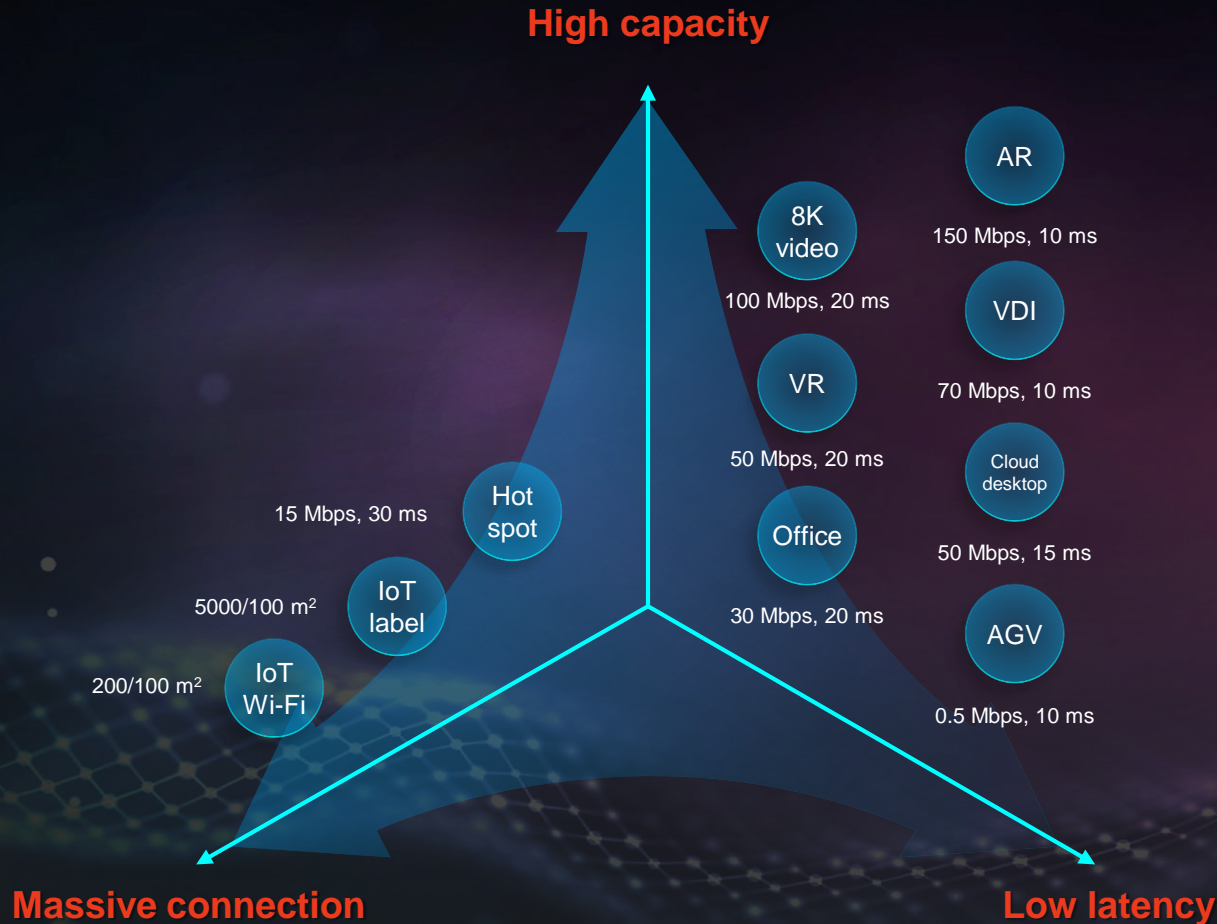 High capacity
AR
150 Mbps, 10 ms
8K
video
100 Mbps, 20 ms
VDI
70 Mbps, 10 ms
VR
50 Mbps, 20 ms
Cloud
desktop
50 Mbps, 15 ms
Hot
spot
15 Mbps, 30 ms
Office
30 Mbps, 20 ms
IoT
label
5000/100 m²
AGV
0.5 Mbps, 10 ms
IoT
Wi-Fi
200/100 m²
Massive connection
Low latency